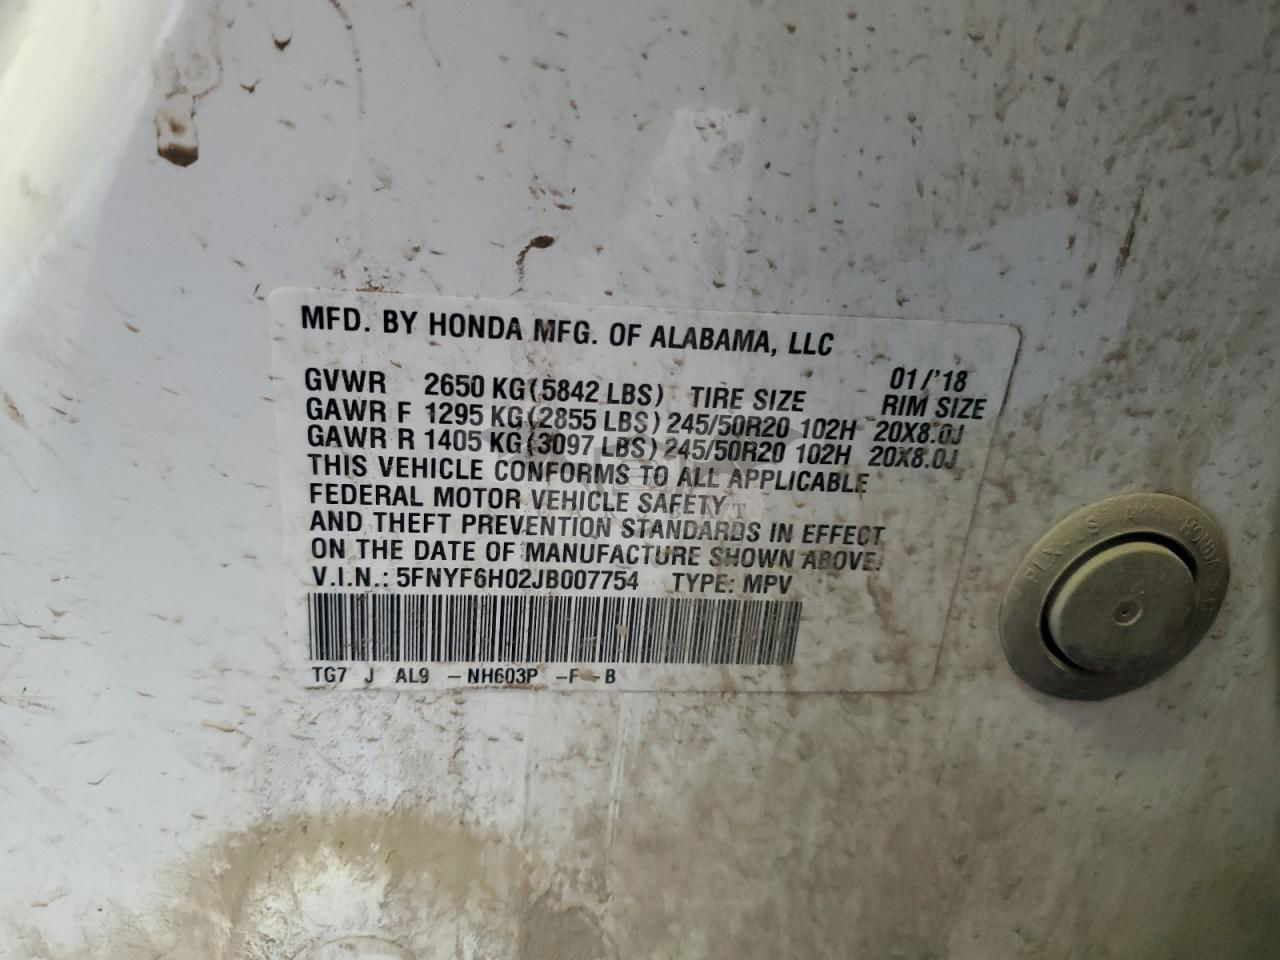 MFD. BY HONDA MFG. OF ALABAMA, LLC
01/'18
GVWR 2650 KG(5842 LBS) TIRE SIZE RIM SIZE
GAWR F 1295 KG(2855 LBS) 245/50R20 102H 20X8.0J
GAWR R 1405 KG(3097 LBS) 245/50R20 102H 20X8.0J
THIS VEHICLE CONFORMS TO ALL APPLICABLE
FEDERAL MOTOR VEHICLE SAFETY
AND THEFT PREVENTION STANDARDS IN EFFECT
ON THE DATE OF MANUFACTURE SHOWN ABOVE.
V.I.N.: 5FNYF6H02JB007754 TYPE: MPV
TG7 J AL9 -NH603P -F -B